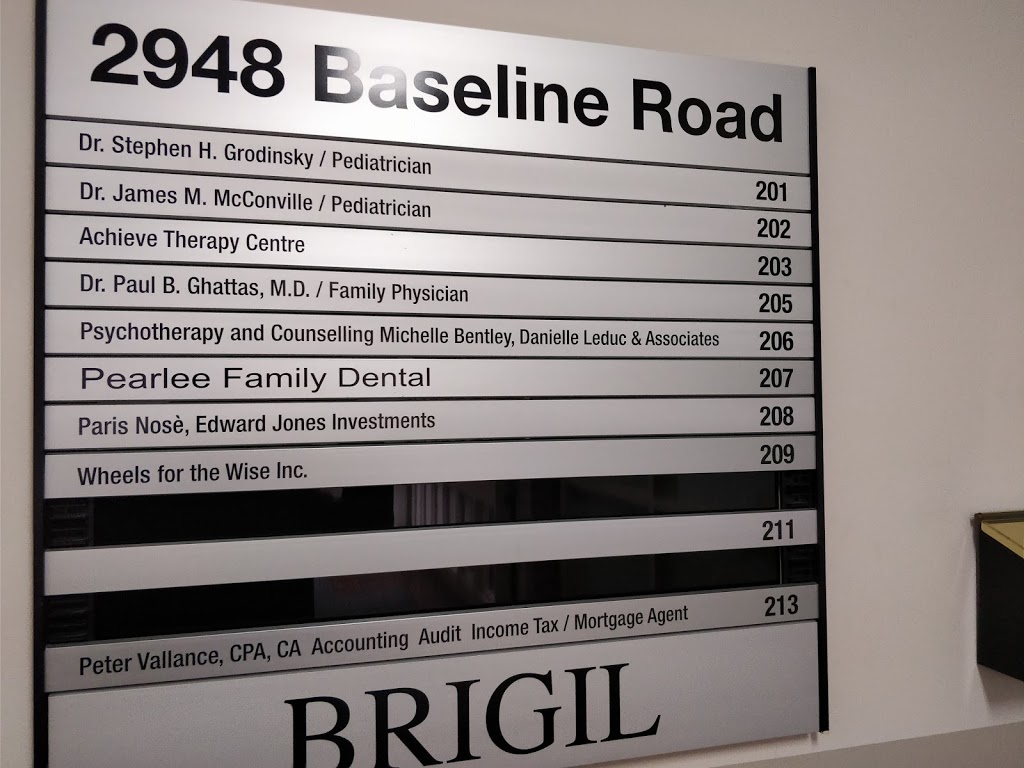 2948 Baseline Road
Dr. Stephen H. Grodinsky / Pediatrician 201
Dr. James M. McConville / Pediatrician 202
Achieve Therapy Centre 203
Dr. Paul B. Ghattas, M.D. / Family Physician 205
Psychotherapy and Counselling Michelle Bentley, Danielle Leduc & Associates 206
Pearlee Family Dental 207
Paris Nosè, Edward Jones Investments 208
Wheels for the Wise Inc. 209
211
Peter Vallance, CPA, CA Accounting Audit Income Tax / Mortgage Agent 213
BRIGIL